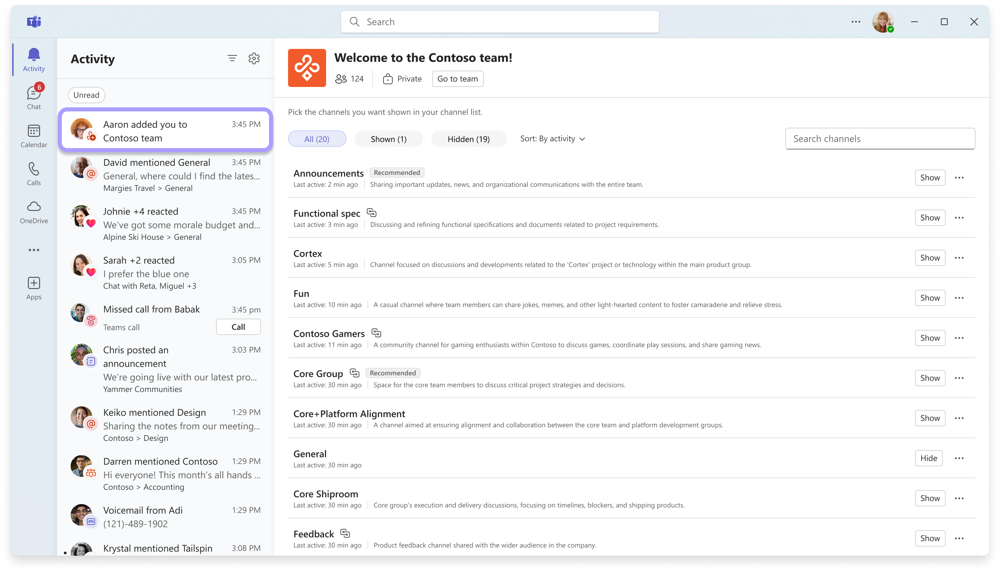 T
Search
Activity
6
Chat
Calendar
Calls
OneDrive
Apps
Activity
Unread
Aaron added you to
Contoso team
3:45 PM
David mentioned General
3:45 PM
General, where could I find the lates...
Margies Travel > General
Johnie +4 reacted
3:45 PM
We’ve got some morale budget and...
Alpine Ski House > General
Sarah +2 reacted
3:05 PM
I prefer the blue one
Chat with Reta, Miguel +3
Missed call from Babak
3:45 pm
Teams call
Call
Chris posted an
announcement
3:03 PM
We’re going live with our latest pro...
Yammer Communities
Keiko mentioned Design
1:29 PM
Sharing the notes from our meeting...
Contoso > Design
Darren mentioned Contoso
1:29 PM
Hi everyone! This month’s all hands ...
Contoso > Accounting
Voicemail from Adi
1:29 PM
(121)-489-1902
Krystal mentioned Tailspin
3:08 PM
Welcome to the Contoso team!
124
Private
Go to team
Pick the channels you want shown in your channel list.
All (20)
Shown (1)
Hidden (19)
Sort: By activity
Search channels
Announcements
Recommended
Last active: 2 min ago
Sharing important updates, news, and organizational communications with the entire team.
Show
Functional spec
Last active: 3 min ago
Discussing and refining functional specifications and documents related to project requirements.
Show
Cortex
Last active: 5 min ago
Channel focused on discussions and developments related to the 'Cortex' project or technology within the main product group.
Show
Fun
Last active: 10 min ago
A casual channel where team members can share jokes, memes, and other light-hearted content to foster camaraderie and relieve stress.
Show
Contoso Gamers
Last active: 11 min ago
A community channel for gaming enthusiasts within Contoso to discuss games, coordinate play sessions, and share gaming news.
Show
Core Group
Recommended
Last active: 30 min ago
Space for the core team members to discuss critical project strategies and decisions.
Show
Core+Platform Alignment
Last active: 30 min ago
A channel aimed at ensuring alignment and collaboration between the core team and platform development groups.
Show
General
Last active: 30 min ago
Hide
Core Shiproom
Last active: 30 min ago
Core group’s execution and delivery discussions, focusing on timelines, blockers, and shipping products.
Show
Feedback
Last active: 30 min ago
Product feedback channel shared with the wider audience in the company.
Show